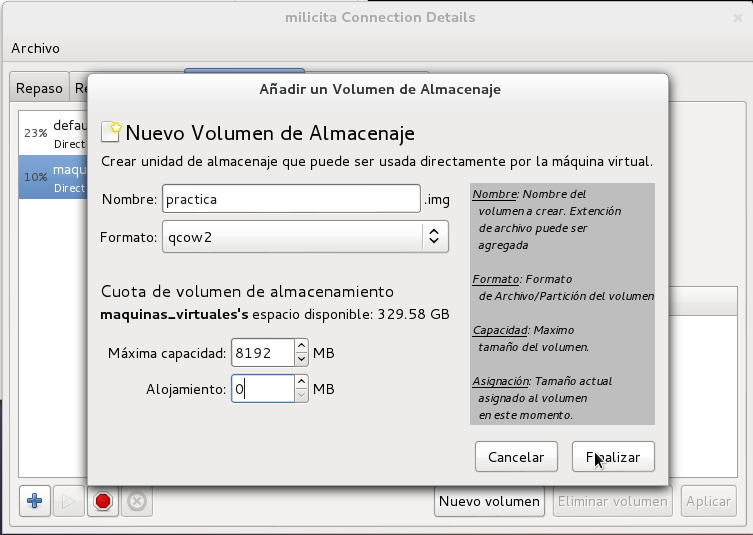 milicita Connection Details
Archivo
Repaso
Añadir un Volumen de Almacenaje
23%
Direct
10%
Direct
Nuevo Volumen de Almacenaje
Crear unidad de almacenaje que puede ser usada directamente por la máquina virtual.
Nombre: practica .img
Formato: qcow2
Cuota de volumen de almacenamiento
maquinas_virtuales's espacio disponible: 329.58 GB
Máxima capacidad: 8192 MB
Alojamiento: 0 MB
Nombre: Nombre del
volumen a crear. Extención
de archivo puede ser
agregada
Formato: Formato
de Archivo/Partición del volumen
Capacidad: Maximo
tamaño del volumen.
Asignación: Tamaño actual
asignado al volumen
en este momento.
Cancelar
Finalizar
Nuevo volumen
Eliminar volumen
Aplicar